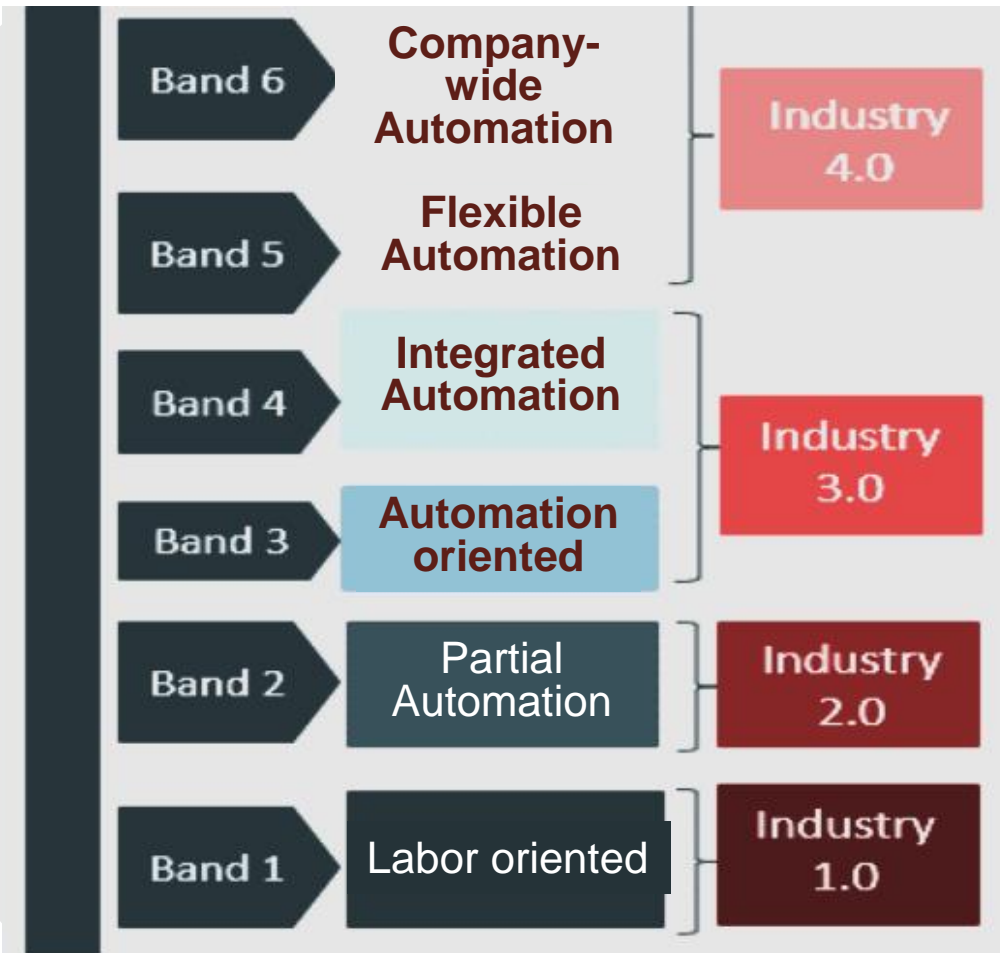 Band 6
Company-
wide
Automation
Industry
4.0
Band 5
Flexible
Automation
Band 4
Integrated
Automation
Industry
3.0
Band 3
Automation
oriented
Band 2
Partial
Automation
Industry
2.0
Band 1
Labor oriented
Industry
1.0